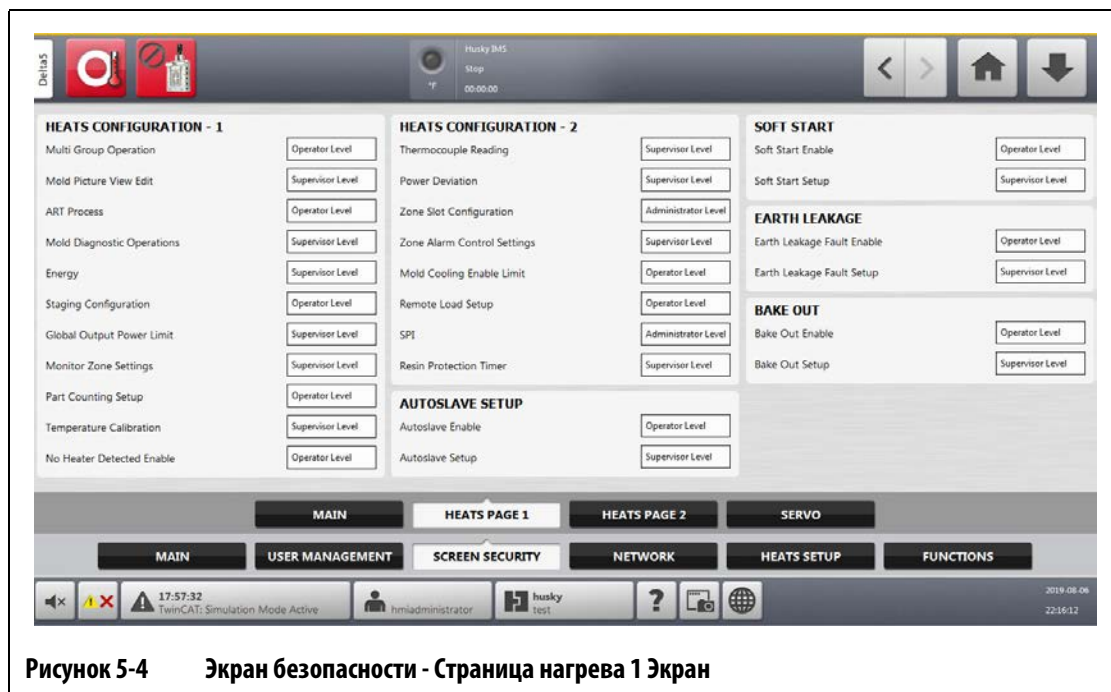 Delta5
Husky IMS
Stop
°F 00:00:00
HEATS CONFIGURATION - 1
Multi Group Operation Operator Level
Mold Picture View Edit Supervisor Level
ART Process Operator Level
Mold Diagnostic Operations Supervisor Level
Energy Supervisor Level
Staging Configuration Operator Level
Global Output Power Limit Supervisor Level
Monitor Zone Settings Supervisor Level
Part Counting Setup Operator Level
Temperature Calibration Supervisor Level
No Heater Detected Enable Operator Level
HEATS CONFIGURATION - 2
Thermocouple Reading Supervisor Level
Power Deviation Supervisor Level
Zone Slot Configuration Administrator Level
Zone Alarm Control Settings Supervisor Level
Mold Cooling Enable Limit Operator Level
Remote Load Setup Operator Level
SPI Administrator Level
Resin Protection Timer Supervisor Level
AUTOSLAVE SETUP
Autoslave Enable Operator Level
Autoslave Setup Supervisor Level
SOFT START
Soft Start Enable Operator Level
Soft Start Setup Supervisor Level
EARTH LEAKAGE
Earth Leakage Fault Enable Operator Level
Earth Leakage Fault Setup Supervisor Level
BAKE OUT
Bake Out Enable Operator Level
Bake Out Setup Supervisor Level
MAIN HEATS PAGE 1 HEATS PAGE 2 SERVO
MAIN USER MANAGEMENT SCREEN SECURITY NETWORK HEATS SETUP FUNCTIONS
17:57:32
TwinCAT: Simulation Mode Active
hmiadministrator
husky
test
?
2019-08-06
22:16:12
Рисунок 5-4 Экран безопасности - Страница нагрева 1 Экран